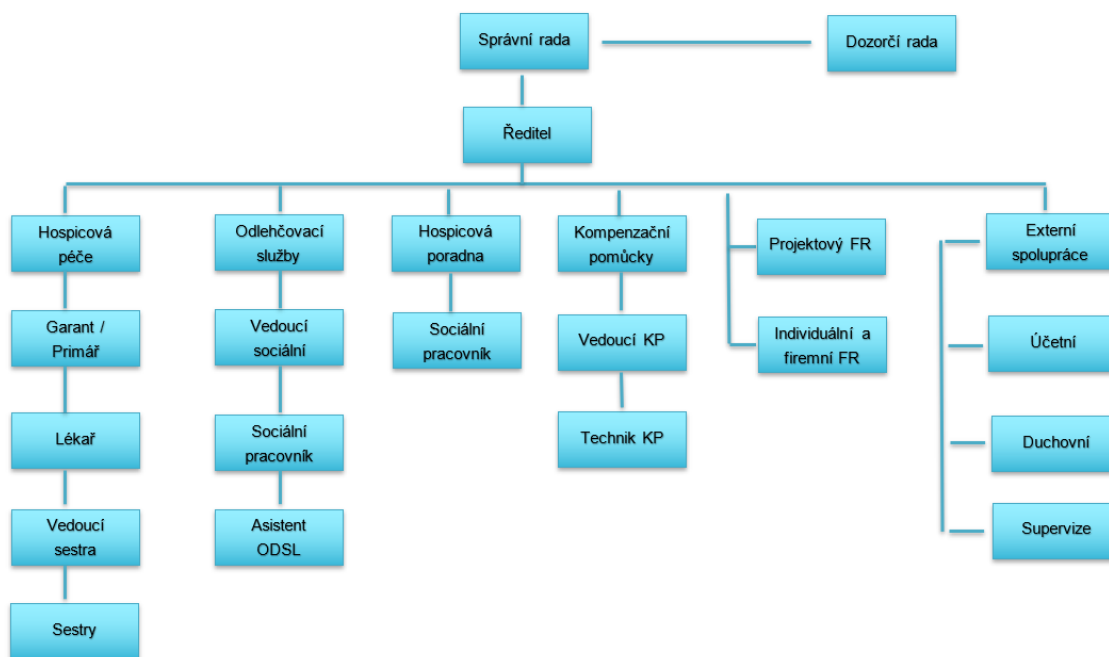 Správní rada
Dozorčí rada
Ředitel
Hospicová
péče
Odlehčovací
služby
Hospicová
poradna
Kompenzační
pomůcky
Projektový FR
Externí
spolupráce
Garant /
Primář
Vedoucí
sociální
Sociální
pracovník
Vedoucí KP
Individuální a
firemní FR
Účetní
Lékař
Sociální
pracovník
Technik KP
Duchovní
Vedoucí
sestra
Asistent
ODSL
Supervize
Sestry